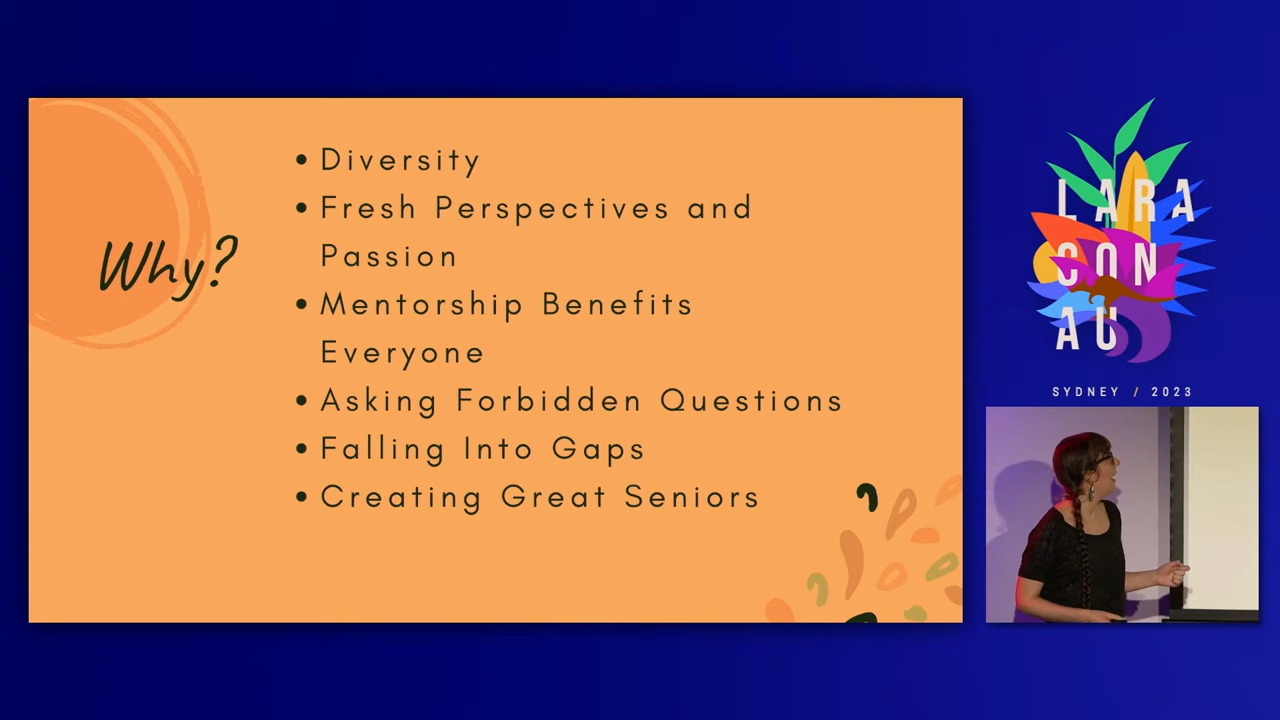 Why?
• Diversity
• Fresh Perspectives and
Passion
• Mentorship Benefits
Everyone
• Asking Forbidden Questions
• Falling Into Gaps
• Creating Great Seniors
LARA
CON
AU
SYDNEY / 2023